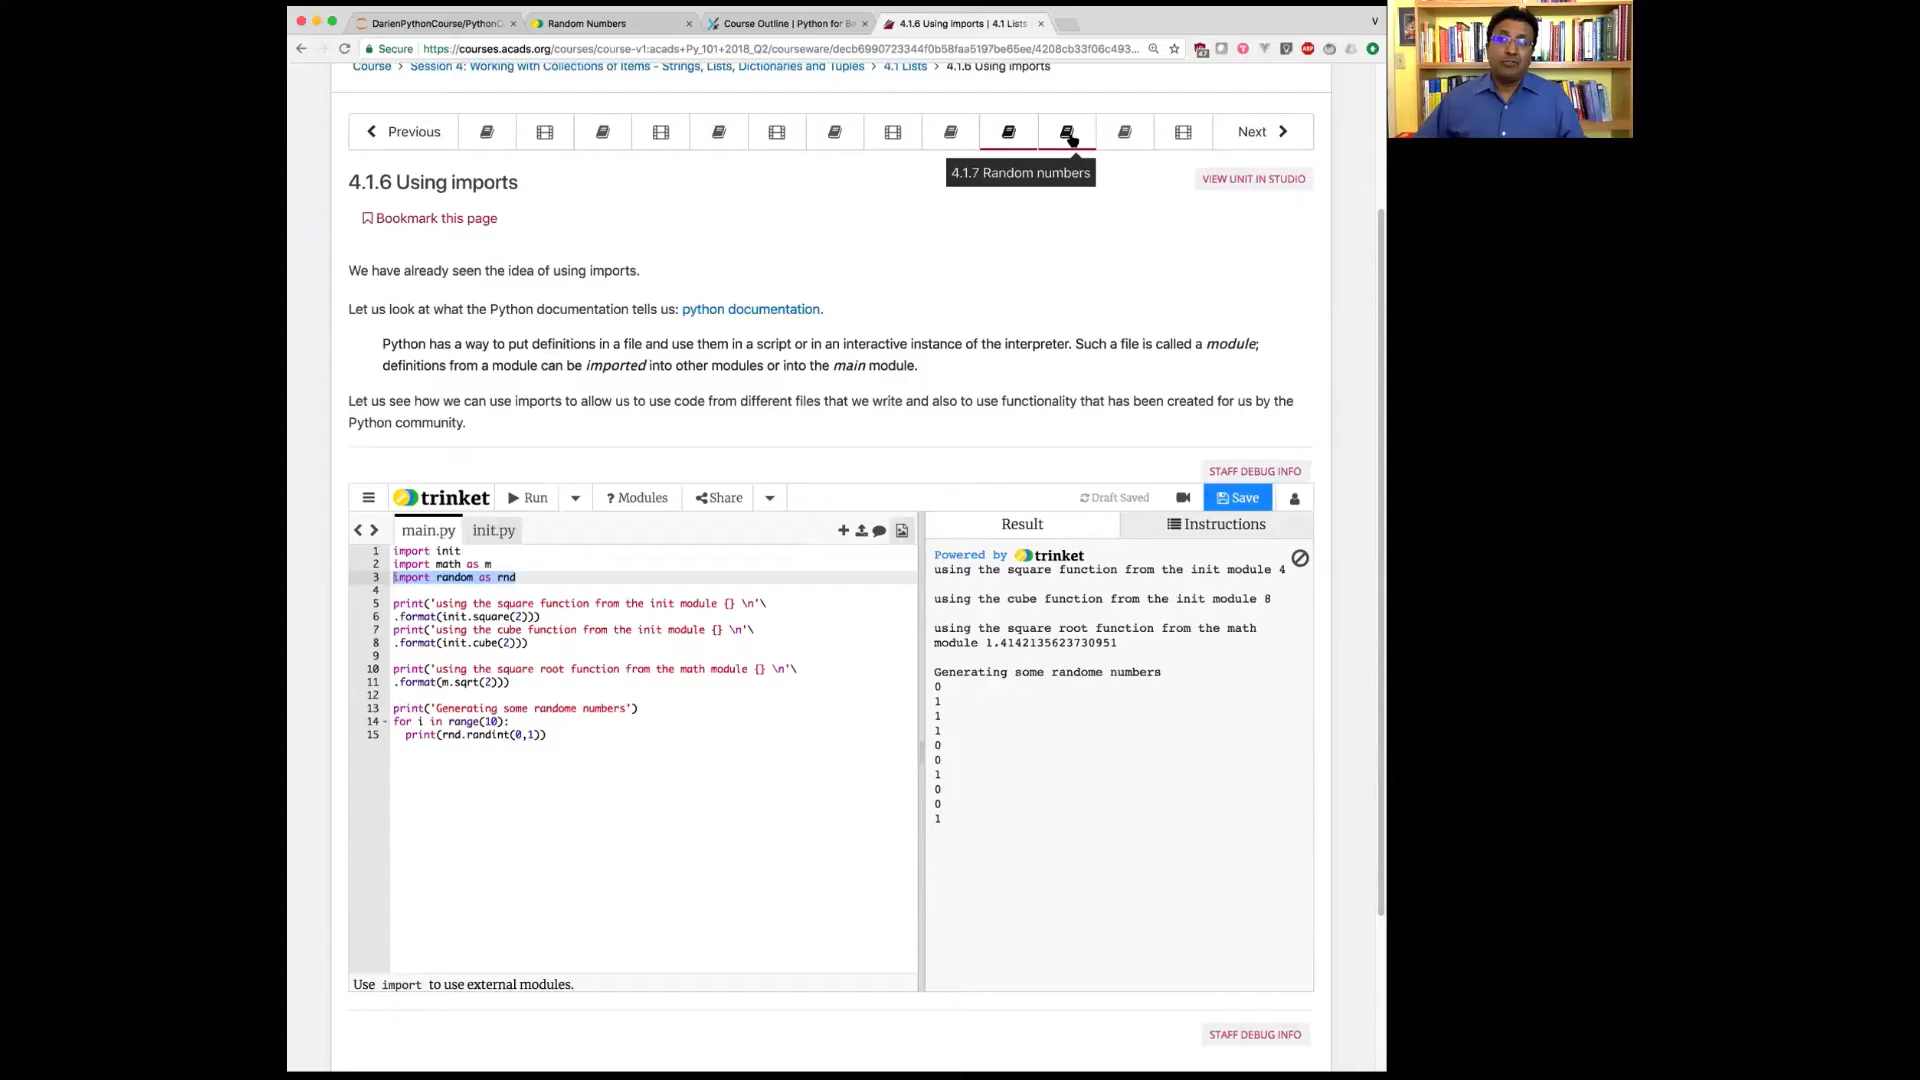 DarienPythonCourse/PythonC
Random Numbers
Course Outline | Python for Be
4.1.6 Using imports | 4.1 Lists
Secure
https://courses.acads.org/courses/course-v1:acads+Py_101+2018_Q2/courseware/decb6990723344f0b58faa5197be65ee/4208cb33f06c493...
Course > Session 4: Working with Collections of Items - Strings, Lists, Dictionaries and Tuples > 4.1 Lists > 4.1.6 Using imports
Previous
Next
4.1.7 Random numbers
4.1.6 Using imports
VIEW UNIT IN STUDIO
Bookmark this page
We have already seen the idea of using imports.
Let us look at what the Python documentation tells us: python documentation.
Python has a way to put definitions in a file and use them in a script or in an interactive instance of the interpreter. Such a file is called a module;
definitions from a module can be imported into other modules or into the main module.
Let us see how we can use imports to allow us to use code from different files that we write and also to use functionality that has been created for us by the
Python community.
STAFF DEBUG INFO
trinket
Run
? Modules
Share
Draft Saved
Save
main.py
init.py
Result
Instructions
1 import init
2 import math as m
3 import random as rnd
4
5 print('using the square function from the init module {} \n'\
6 .format(init.square(2)))
7 print('using the cube function from the init module {} \n'\
8 .format(init.cube(2)))
9
10 print('using the square root function from the math module {} \n'\
11 .format(m.sqrt(2)))
12
13 print('Generating some randome numbers')
14 for i in range(10):
15 print(rnd.randint(0,1))
Powered by trinket
using the square function from the init module 4
using the cube function from the init module 8
using the square root function from the math
module 1.4142135623730951
Generating some randome numbers
0
1
1
1
0
0
1
0
0
1
Use import to use external modules.
STAFF DEBUG INFO